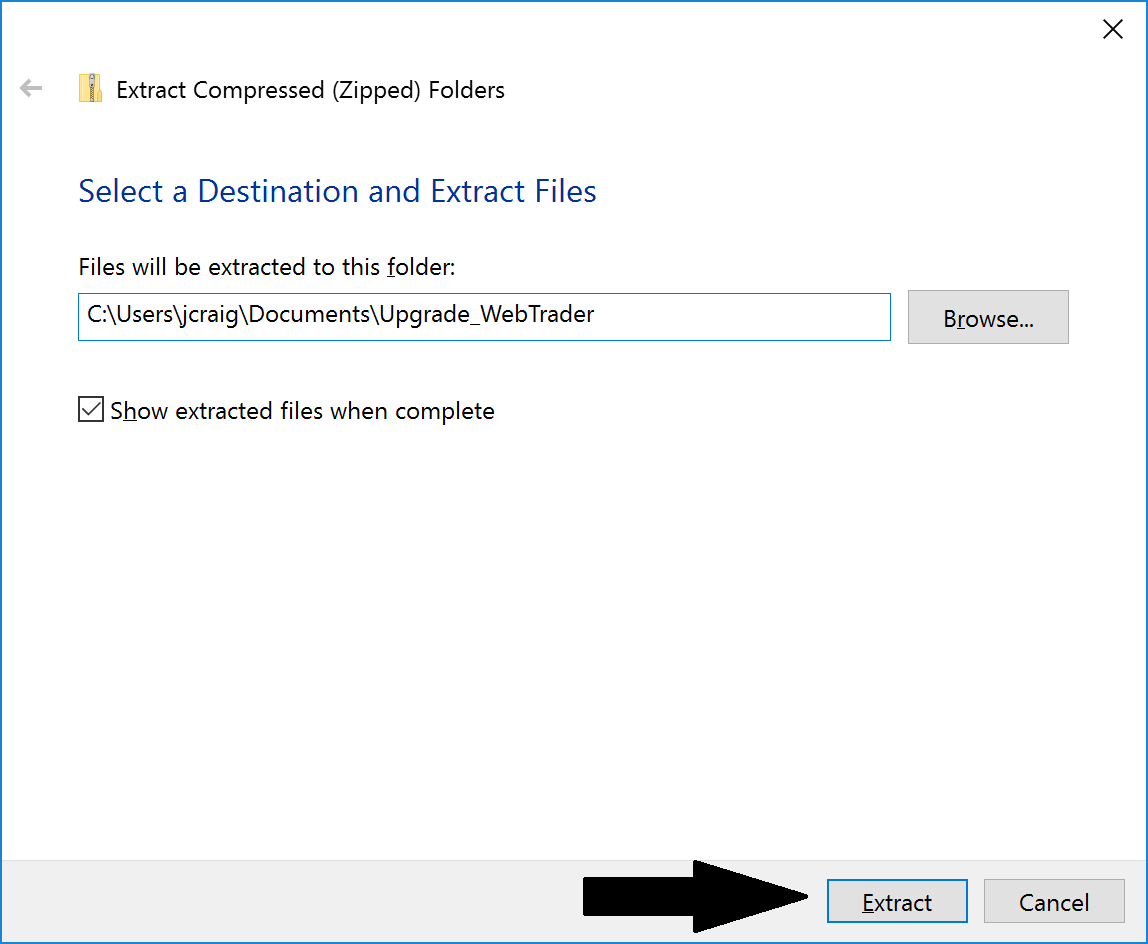 Extract Compressed (Zipped) Folders
Select a Destination and Extract Files
Files will be extracted to this folder:
C:\Users\jcraig\Documents\Upgrade_WebTrader
Browse...
Show extracted files when complete
Extract
Cancel